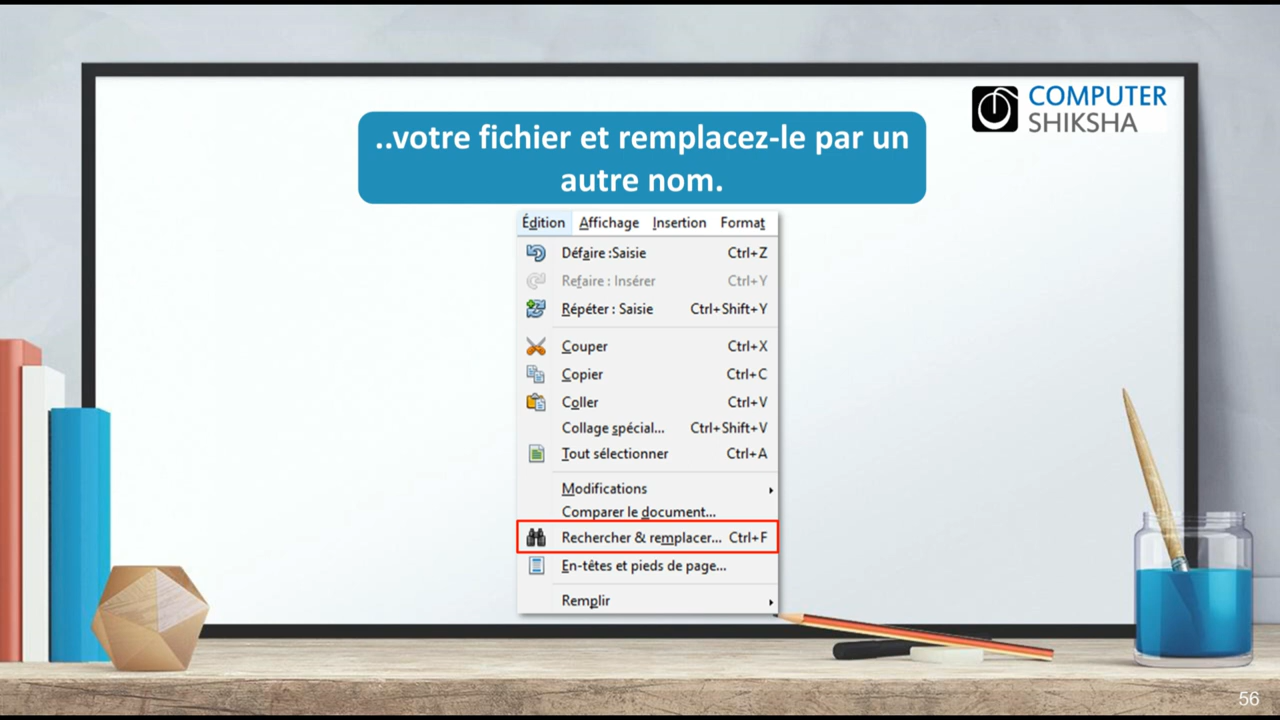 COMPUTER
SHIKSHA
..votre fichier et remplacez-le par un
autre nom.
Édition Affichage Insertion Format
Défaire :Saisie Ctrl+Z
Refaire : Insérer Ctrl+Y
Répéter : Saisie Ctrl+Shift+Y
Couper Ctrl+X
Copier Ctrl+C
Coller Ctrl+V
Collage spécial... Ctrl+Shift+V
Tout sélectionner Ctrl+A
Modifications
Comparer le document...
Rechercher & remplacer... Ctrl+F
En-têtes et pieds de page...
Remplir
56